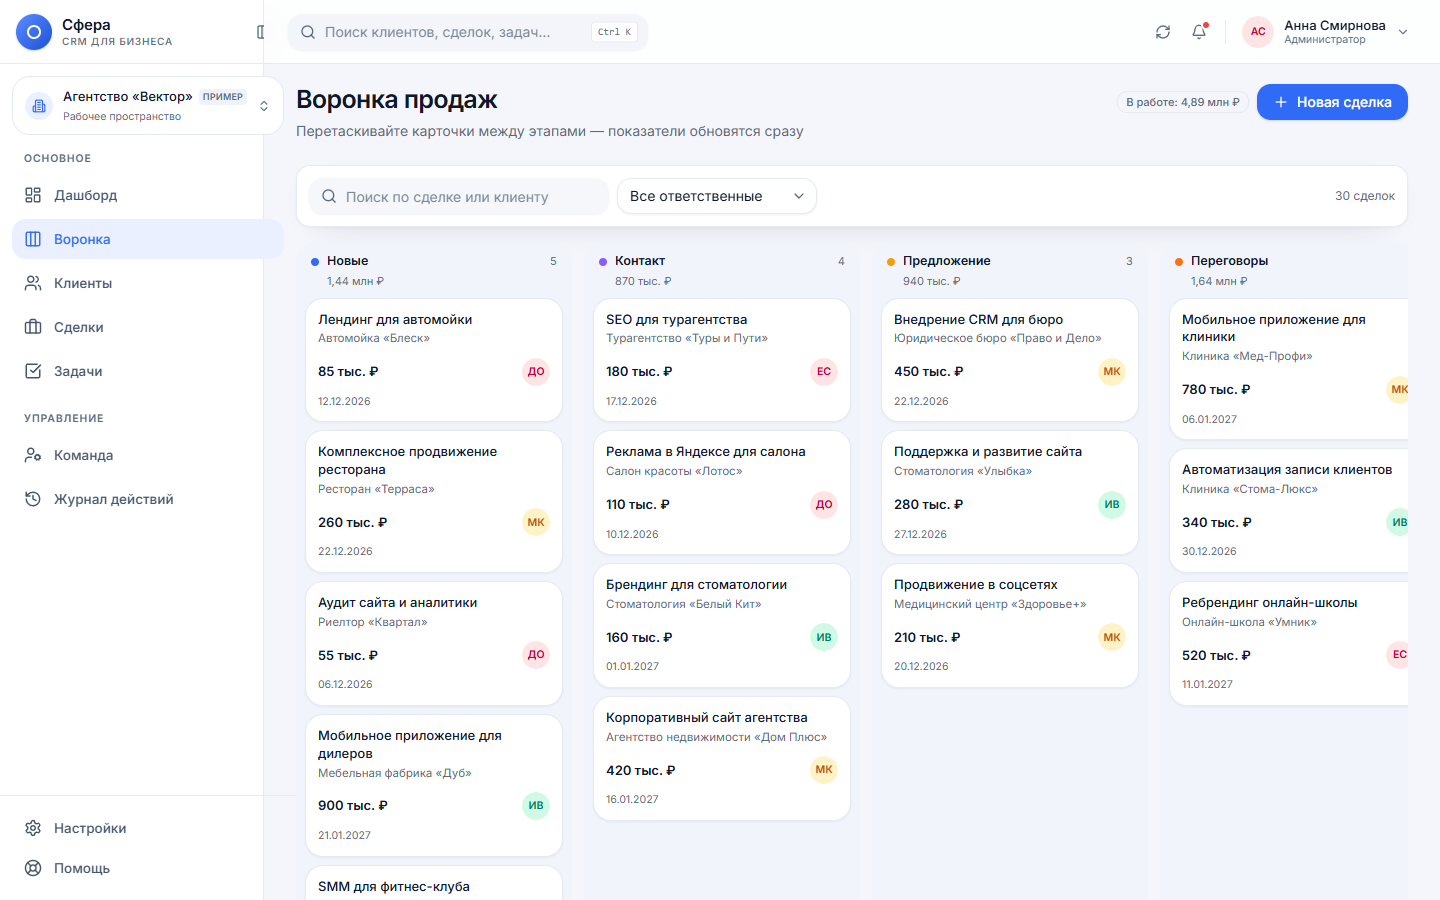 Сфера
CRM ДЛЯ БИЗНЕСА
Поиск клиентов, сделок, задач...
Ctrl K
АС
Анна Смирнова
Администратор
Агентство «Вектор»
ПРИМЕР
Рабочее пространство
ОСНОВНОЕ
Дашборд
Воронка
Клиенты
Сделки
Задачи
УПРАВЛЕНИЕ
Команда
Журнал действий
Настройки
Помощь
Воронка продаж
Перетаскивайте карточки между этапами — показатели обновятся сразу
В работе: 4,89 млн ₽
Новая сделка
Поиск по сделке или клиенту
Все ответственные
30 сделок
Новые
5
1,44 млн ₽
Лендинг для автомойки
Автомойка «Блеск»
85 тыс. ₽
ДО
12.12.2026
Комплексное продвижение
ресторана
Ресторан «Терраса»
260 тыс. ₽
МК
22.12.2026
Аудит сайта и аналитики
Риелтор «Квартал»
55 тыс. ₽
ДО
06.12.2026
Мобильное приложение для
дилеров
Мебельная фабрика «Дуб»
900 тыс. ₽
ИВ
21.01.2027
SMM для фитнес-клуба
Контакт
4
870 тыс. ₽
SEO для турагентства
Турагентство «Туры и Пути»
180 тыс. ₽
ЕС
17.12.2026
Реклама в Яндексе для салона
Салон красоты «Лотос»
110 тыс. ₽
ДО
10.12.2026
Брендинг для стоматологии
Стоматология «Белый Кит»
160 тыс. ₽
ИВ
01.01.2027
Корпоративный сайт агентства
Агентство недвижимости «Дом Плюс»
420 тыс. ₽
МК
16.01.2027
Предложение
3
940 тыс. ₽
Внедрение CRM для бюро
Юридическое бюро «Право и Дело»
450 тыс. ₽
МК
22.12.2026
Поддержка и развитие сайта
Стоматология «Улыбка»
280 тыс. ₽
ИВ
27.12.2026
Продвижение в соцсетях
Медицинский центр «Здоровье+»
210 тыс. ₽
МК
20.12.2026
Переговоры
1,64 млн ₽
Мобильное приложение для
клиники
Клиника «Мед-Профи»
780 тыс. ₽
МК
06.01.2027
Автоматизация записи клиентов
Клиника «Стома-Люкс»
340 тыс. ₽
ИВ
30.12.2026
Ребрендинг онлайн-школы
Онлайн-школа «Умник»
520 тыс. ₽
ЕС
11.01.2027